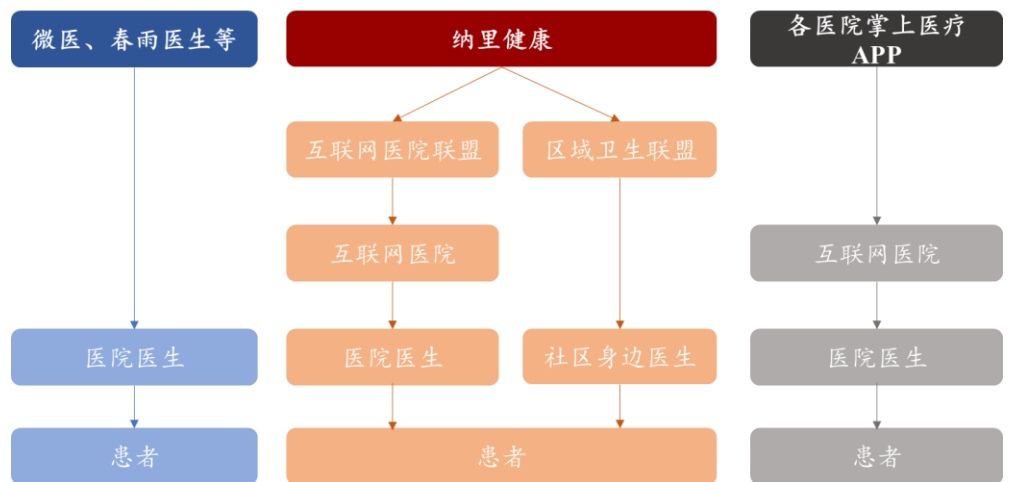 微医、春雨医生等
纳里健康
各医院掌上医疗
APP
互联网医院联盟
区域卫生联盟
互联网医院
互联网医院
医院医生
医院医生
社区身边医生
医院医生
患者
患者
患者